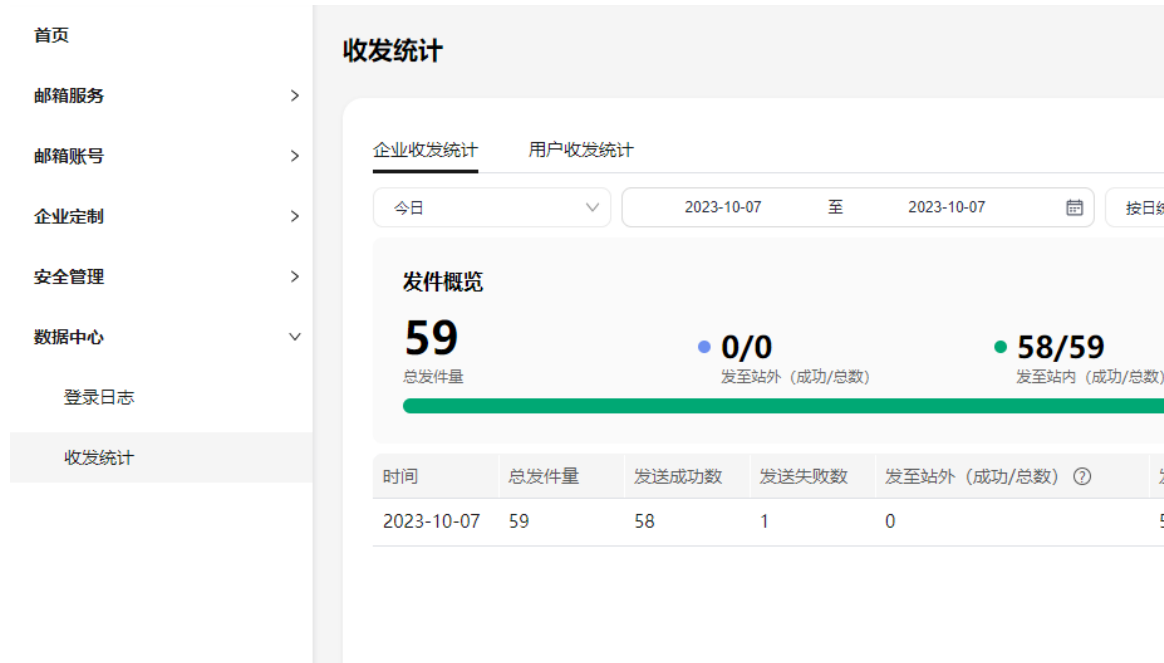 首页
邮箱服务
邮箱账号
企业定制
安全管理
数据中心
登录日志
收发统计
收发统计
企业收发统计 用户收发统计
今日 2023-10-07 至 2023-10-07 按日
发件概览
59 0/0 58/59
总发件量 发至站外（成功/总数） 发至站内（成功/总数）
时间 总发件量 发送成功数 发送失败数 发至站外（成功/总数）
2023-10-07 59 58 1 0